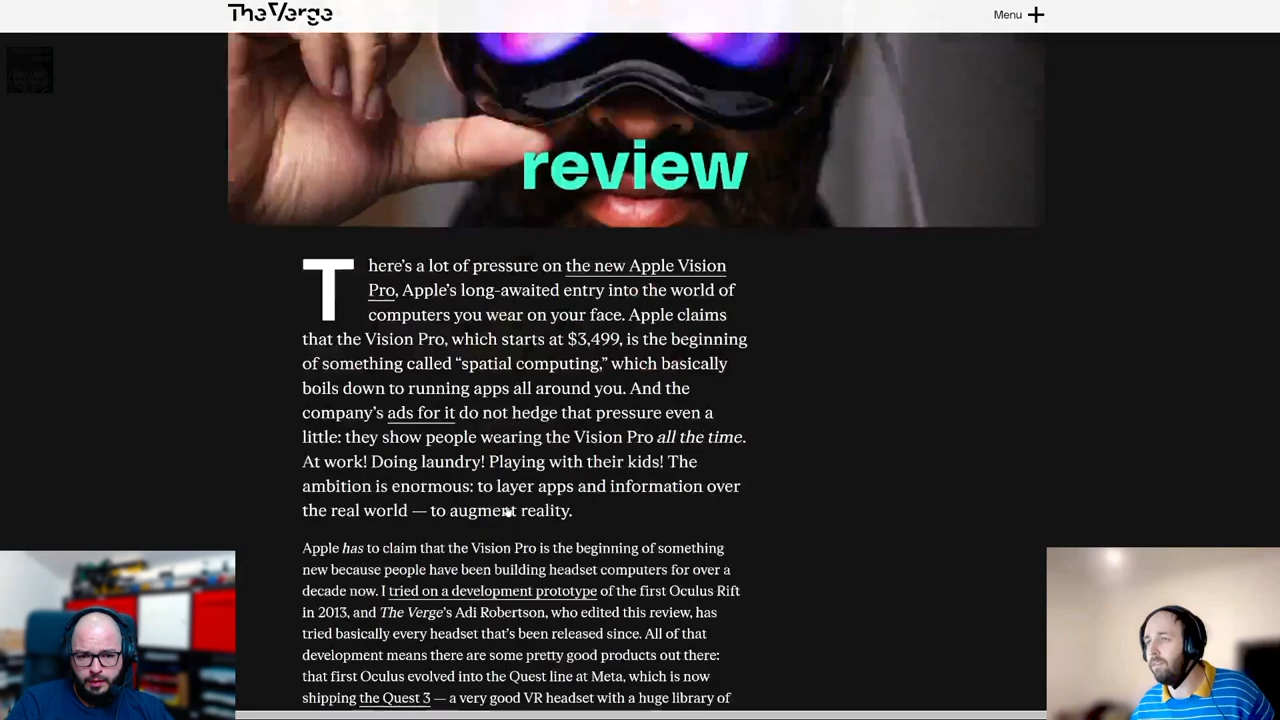 TheVerge
Menu
review
There’s a lot of pressure on the new Apple Vision
Pro, Apple’s long-awaited entry into the world of
computers you wear on your face. Apple claims
that the Vision Pro, which starts at $3,499, is the beginning
of something called “spatial computing,” which basically
boils down to running apps all around you. And the
company’s ads for it do not hedge that pressure even a
little: they show people wearing the Vision Pro all the time.
At work! Doing laundry! Playing with their kids! The
ambition is enormous: to layer apps and information over
the real world — to augment reality.
Apple has to claim that the Vision Pro is the beginning of something
new because people have been building headset computers for over a
decade now. I tried on a development prototype of the first Oculus Rift
in 2013, and The Verge’s Adi Robertson, who edited this review, has
tried basically every headset that’s been released since. All of that
development means there are some pretty good products out there:
that first Oculus evolved into the Quest line at Meta, which is now
shipping the Quest 3 — a very good VR headset with a huge library of